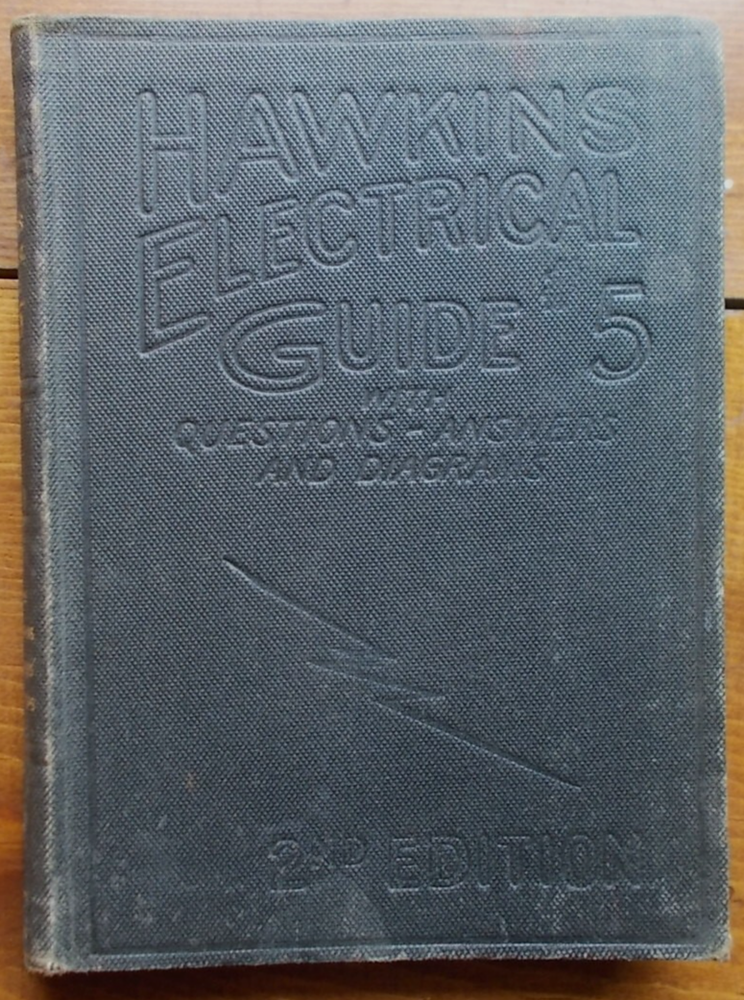 HAWKINS
ELECTRICAL
GUIDE 5
WITH
QUESTIONS - ANSWERS
AND DIAGRAMS
2ND EDITION